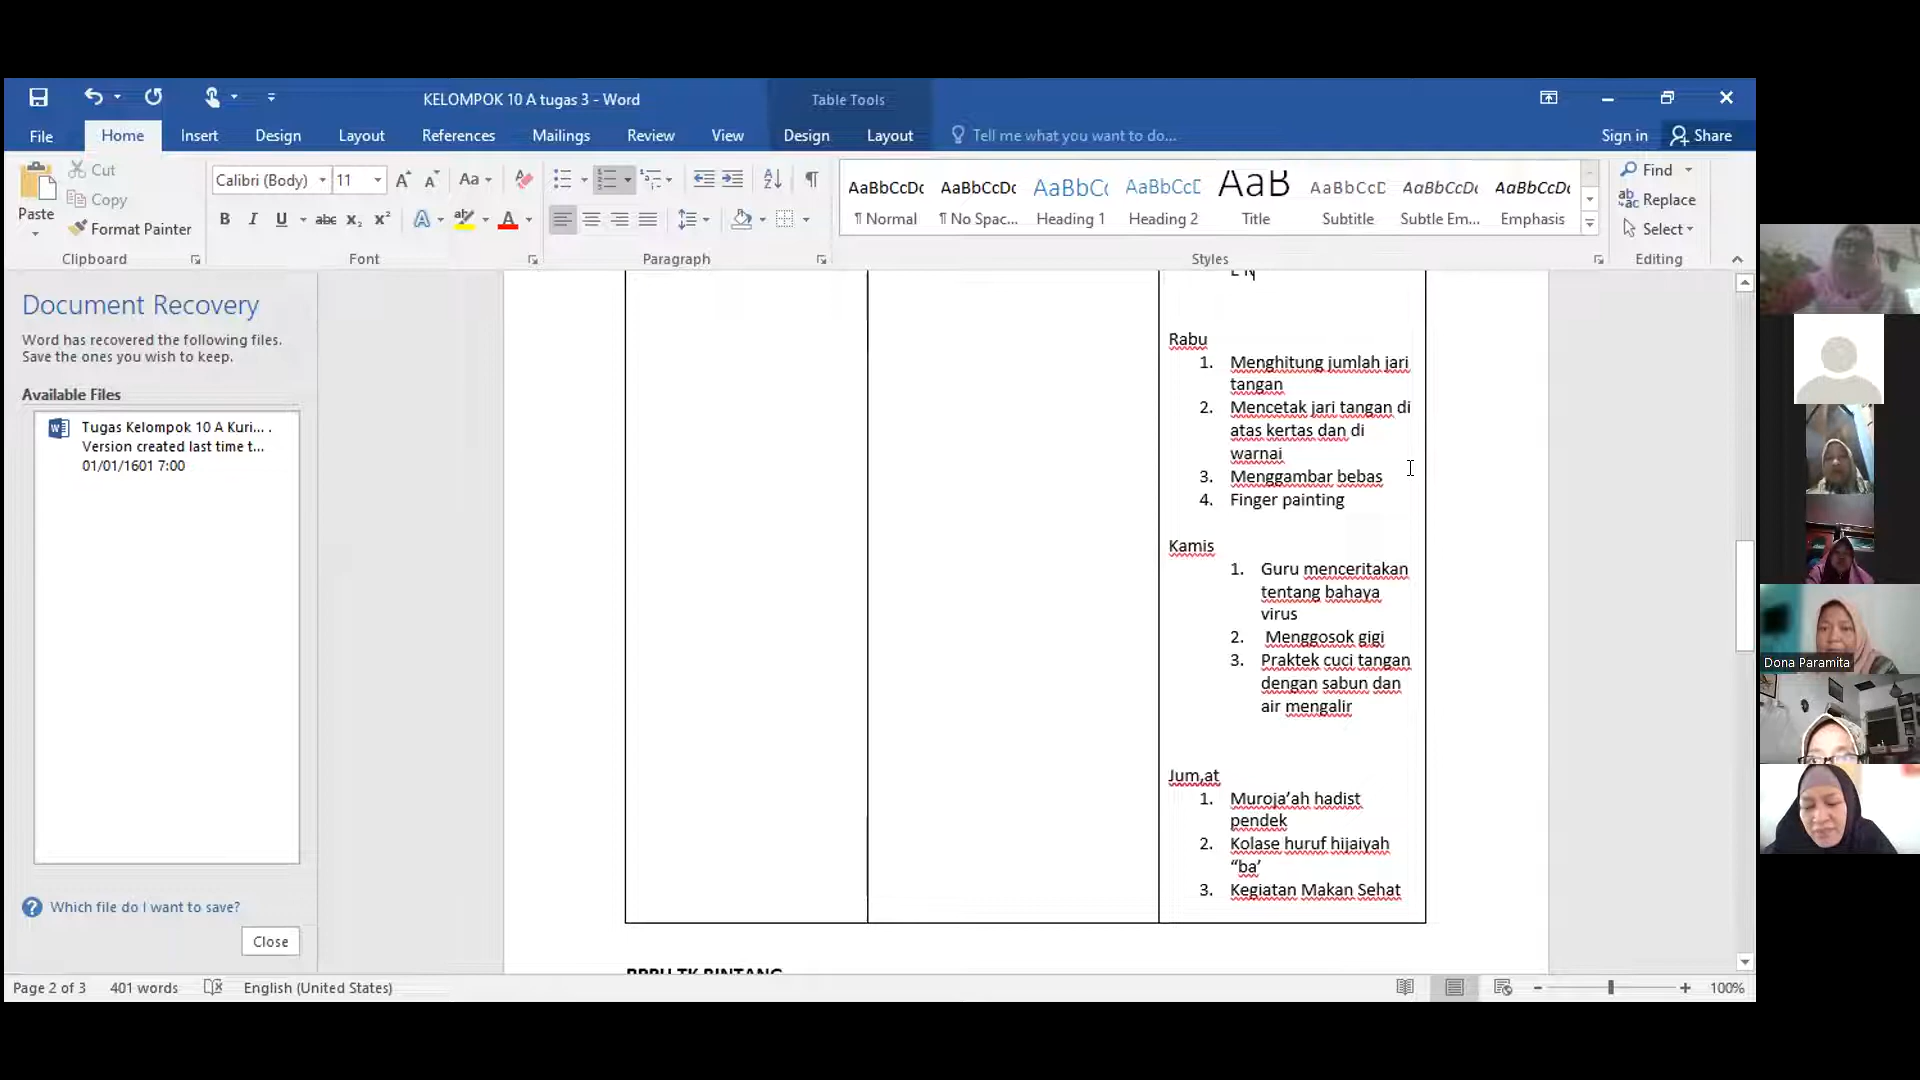 KELOMPOK 10 A tugas 3 - Word
Table Tools
File
Home
Insert
Design
Layout
References
Mailings
Review
View
Design
Layout
Tell me what you want to do...
Sign in
Share
Paste
Cut
Copy
Format Painter
Clipboard
Calibri (Body)
11
Font
Paragraph
AaBbCcDc
¶ Normal
AaBbCcDc
¶ No Spac...
AaBbC
Heading 1
AaBbCcD
Heading 2
AaB
Title
AaBbCcD
Subtitle
AaBbCcDc
Subtle Em...
AaBbCcDc
Emphasis
Styles
Find
Replace
Select
Editing
Document Recovery
Word has recovered the following files.
Save the ones you wish to keep.
Available Files
Tugas Kelompok 10 A Kuri... .
Version created last time t...
01/01/1601 7:00
Which file do I want to save?
Close
Rabu
1. Menghitung jumlah jari
tangan
2. Mencetak jari tangan di
atas kertas dan di
warnai
3. Menggambar bebas
4. Finger painting
Kamis
1. Guru menceritakan
tentang bahaya
virus
2. Menggosok gigi
3. Praktek cuci tangan
dengan sabun dan
air mengalir
Jum,at
1. Muroja’ah hadist
pendek
2. Kolase huruf hijaiyah
“ba’
3. Kegiatan Makan Sehat
Page 2 of 3
401 words
English (United States)
100%
Dona Paramita